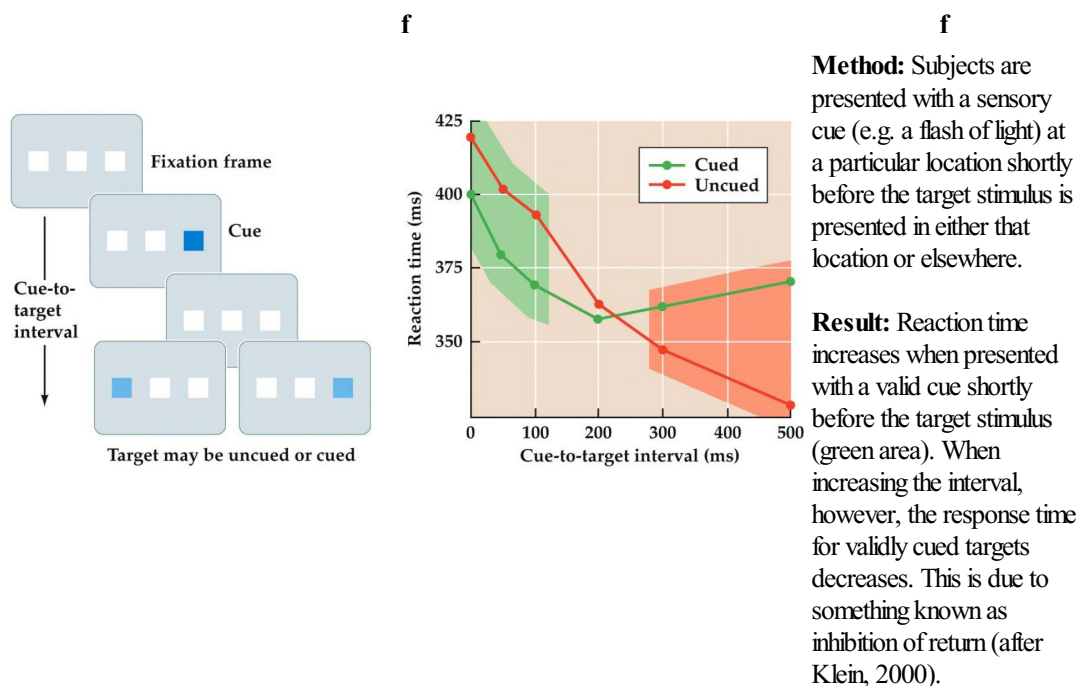 f
f
Fixation frame
Cue
Cue-to-
target
interval
Target may be uncued or cued
Reaction time (ms)
425
400
375
350
Cued
Uncued
0
100
200
300
400
500
Cue-to-target interval (ms)
Method: Subjects are
presented with a sensory
cue (e.g. a flash of light) at
a particular location shortly
before the target stimulus is
presented in either that
location or elsewhere.
Result: Reaction time
increases when presented
with a valid cue shortly
before the target stimulus
(green area). When
increasing the interval,
however, the response time
for validly cued targets
decreases. This is due to
something known as
inhibition of return (after
Klein, 2000).